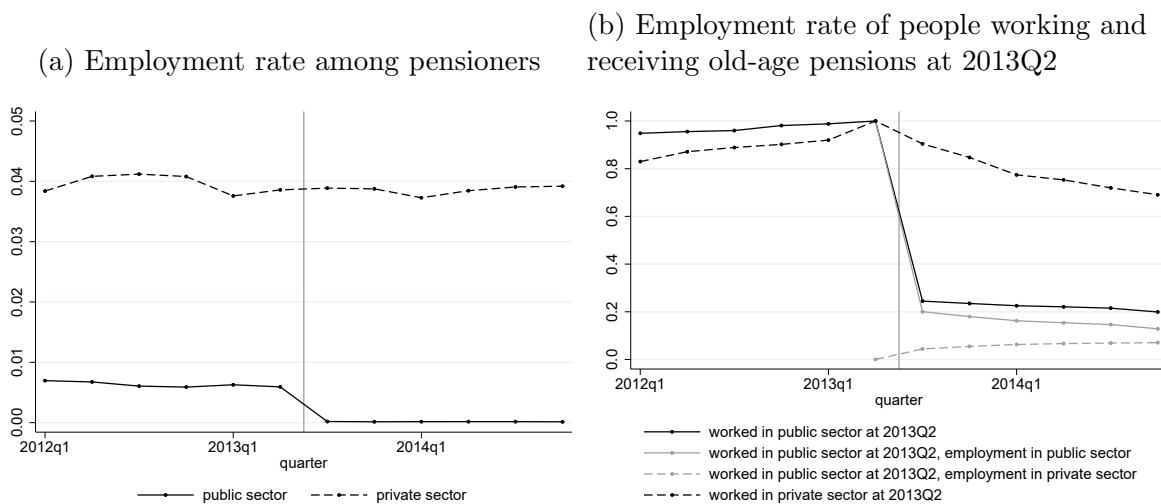 (a) Employment rate among pensioners
0.05
0.04
0.03
0.02
0.01
0.00
2012q1
2013q1
2014q1
quarter
public sector
private sector
(b) Employment rate of people working and
receiving old-age pensions at 2013Q2
1.0
0.8
0.6
0.4
0.2
0.0
2012q1
2013q1
2014q1
quarter
worked in public sector at 2013Q2
worked in public sector at 2013Q2, employment in public sector
worked in public sector at 2013Q2, employment in private sector
worked in private sector at 2013Q2